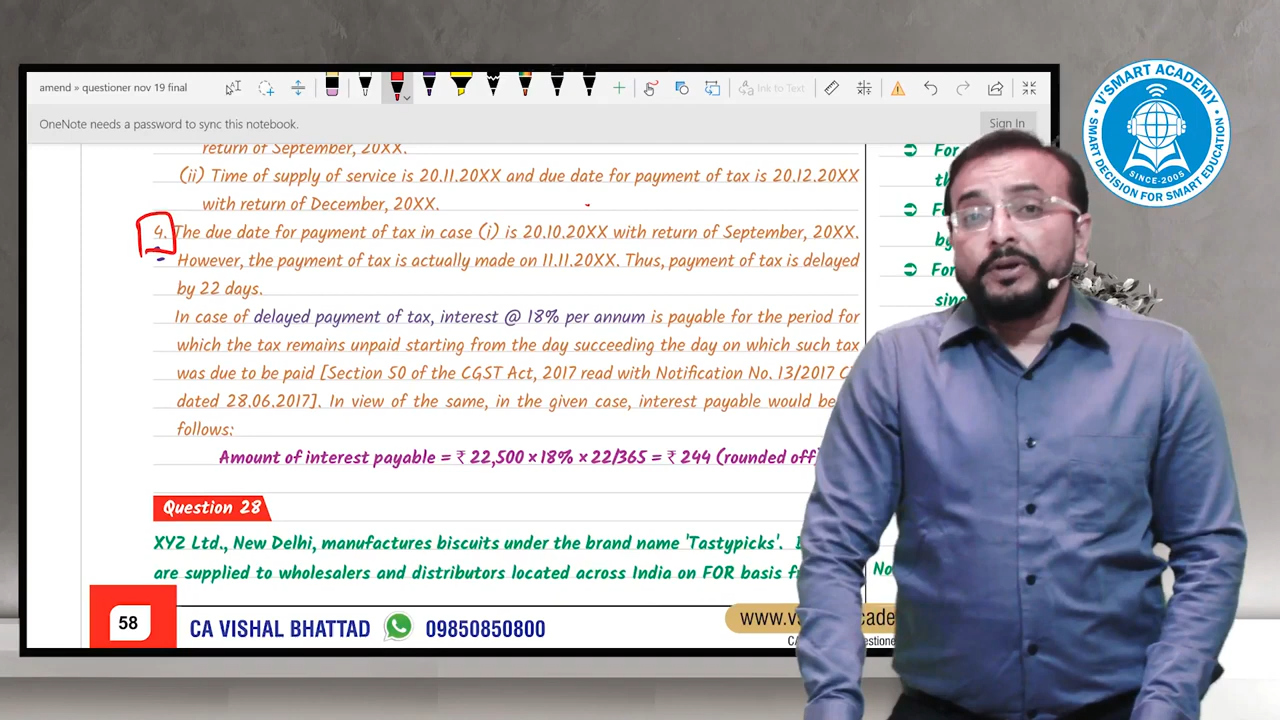 amend » questioner nov 19 final
Ink to Text
OneNote needs a password to sync this notebook.
Sign In
return of September, 20XX.
(ii) Time of supply of service is 20.11.20XX and due date for payment of tax is 20.12.20XX
with return of December, 20XX.
4. The due date for payment of tax in case (i) is 20.10.20XX with return of September, 20XX.
However, the payment of tax is actually made on 11.11.20XX. Thus, payment of tax is delayed
by 22 days.
In case of delayed payment of tax, interest @ 18% per annum is payable for the period for
which the tax remains unpaid starting from the day succeeding the day on which such tax
was due to be paid [Section 50 of the CGST Act, 2017 read with Notification No. 13/2017
dated 28.06.2017]. In view of the same, in the given case, interest payable would be
follows:
Amount of interest payable = ₹ 22,500 × 18% × 22/365 = ₹ 244 (rounded off)
Question 28
XYZ Ltd., New Delhi, manufactures biscuits under the brand name 'Tastypicks'.
are supplied to wholesalers and distributors located across India on FOR basis
For
For
No
58
CA VISHAL BHATTAD 09850850800
www.v
V'SMART ACADEMY
SINCE-2005
SMART DECISION FOR SMART EDUCATION